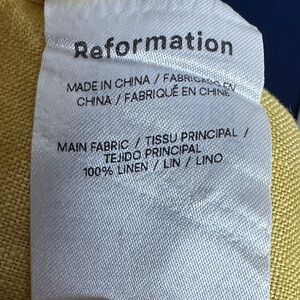 Reformation
MADE IN CHINA / FABRICADO EN
CHINA / FABRIQUÉ EN CHINE
MAIN FABRIC / TISSU PRINCIPAL /
TEJIDO PRINCIPAL
100% LINEN / LIN / LINO